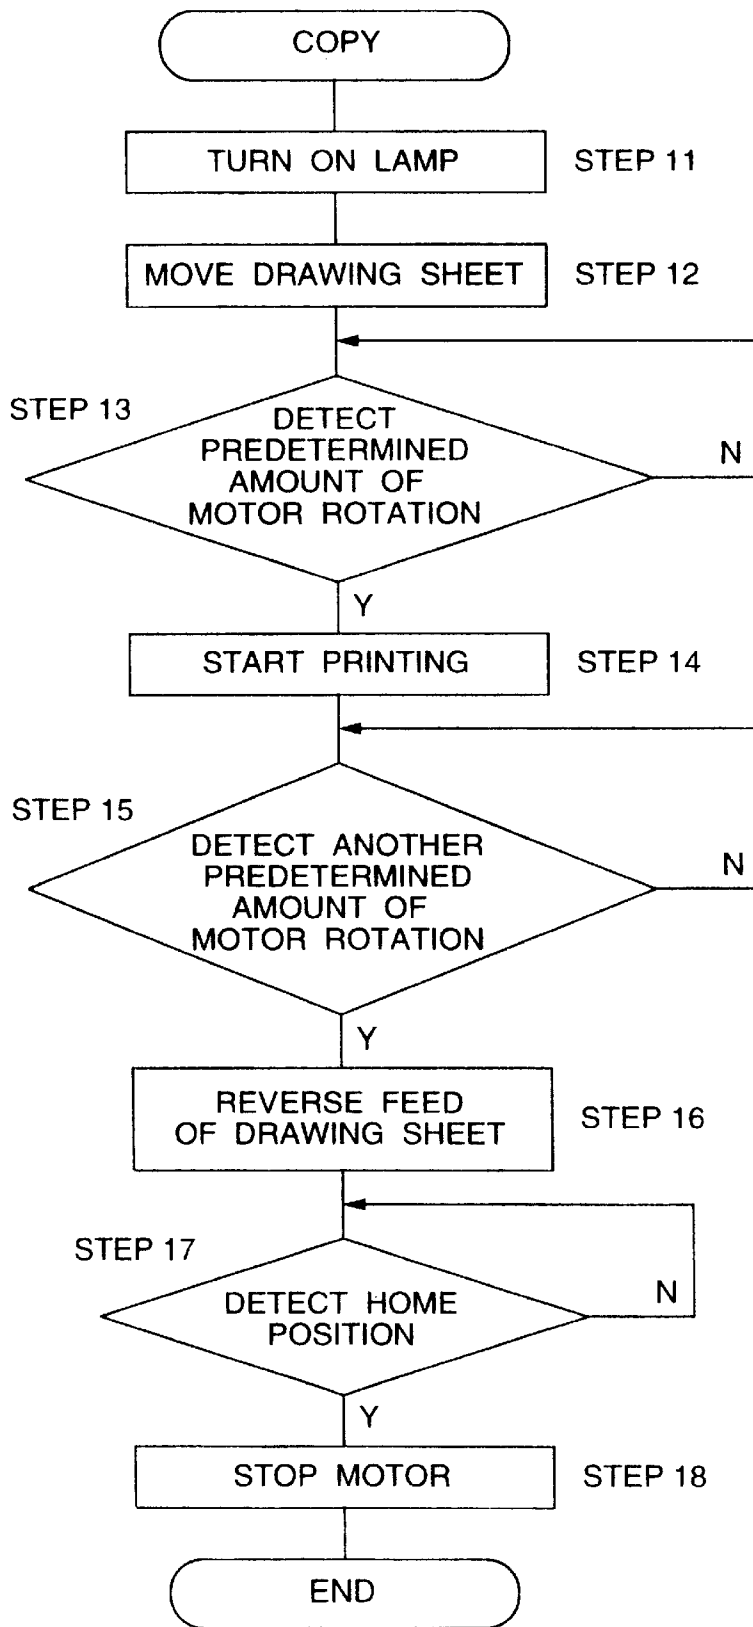 COPY
TURN ON LAMP
STEP 11
MOVE DRAWING SHEET
STEP 12
STEP 13
DETECT
PREDETERMINED
AMOUNT OF
MOTOR ROTATION
N
Y
START PRINTING
STEP 14
STEP 15
DETECT ANOTHER
PREDETERMINED
AMOUNT OF
MOTOR ROTATION
N
Y
REVERSE FEED
OF DRAWING SHEET
STEP 16
STEP 17
DETECT HOME
POSITION
N
Y
STOP MOTOR
STEP 18
END